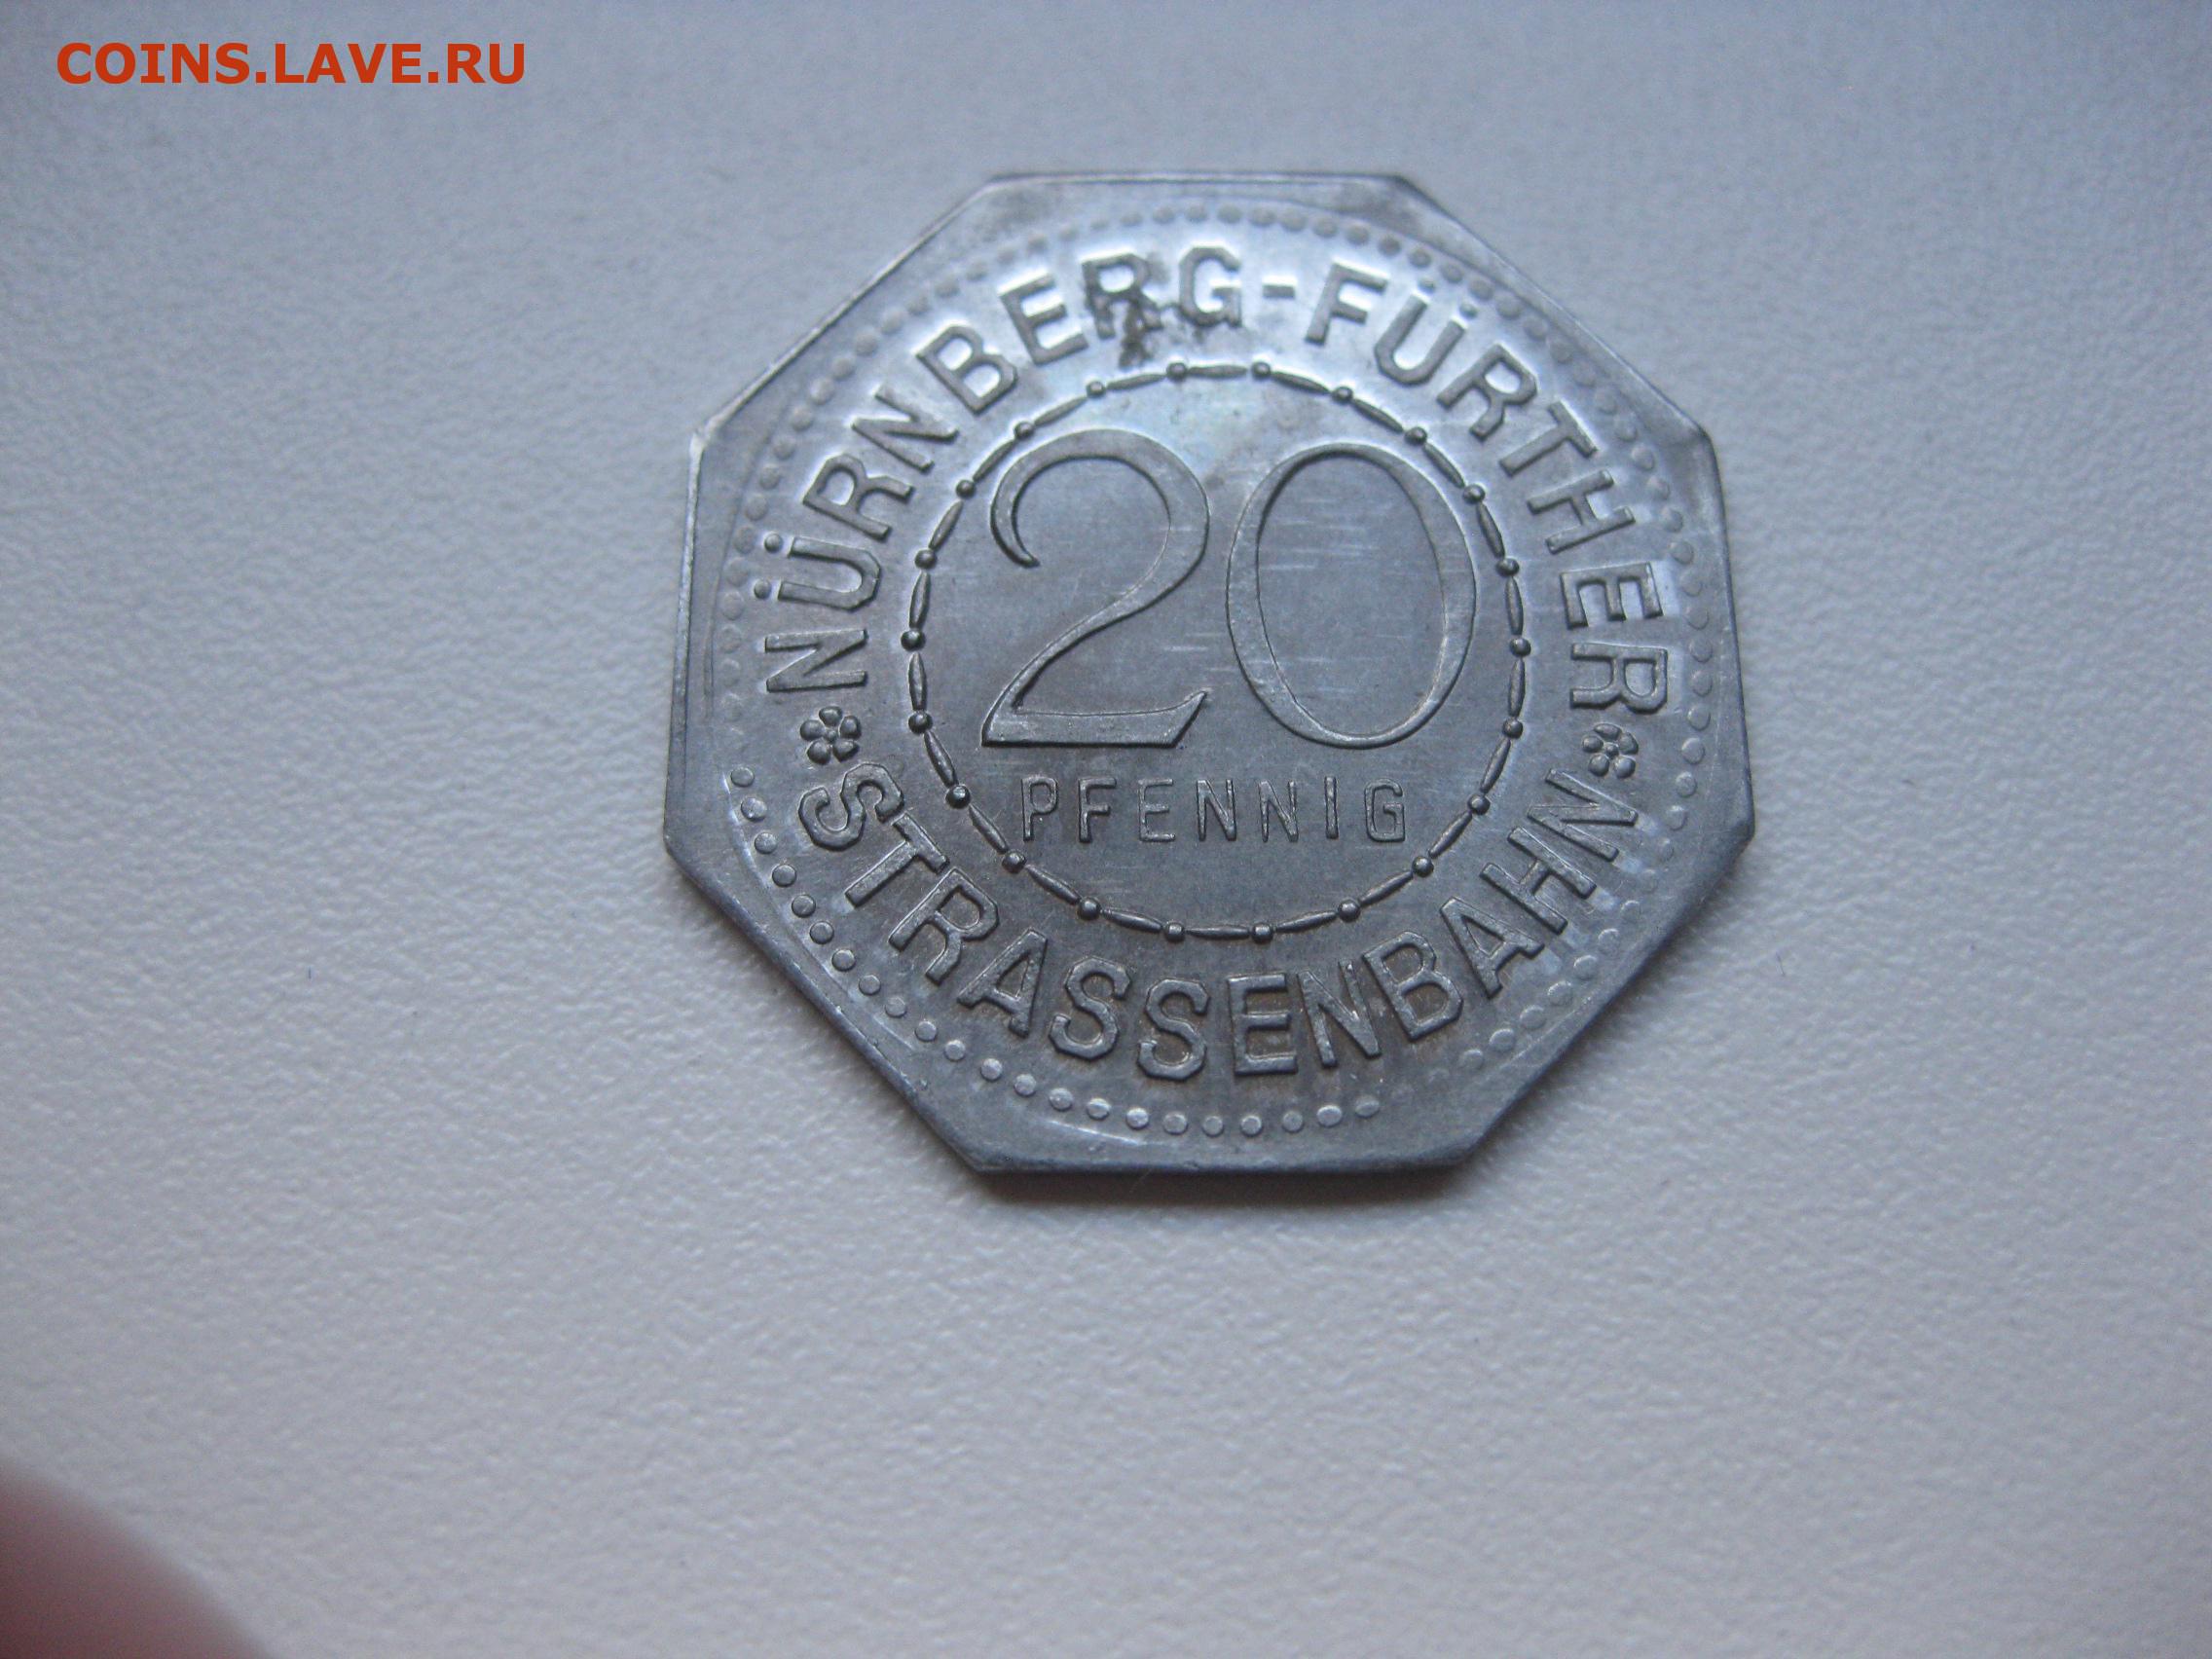 COINS.LAVE.RU
NÜRNBERG-FÜRTHER
20
PFENNIG
STRASSENBAHN